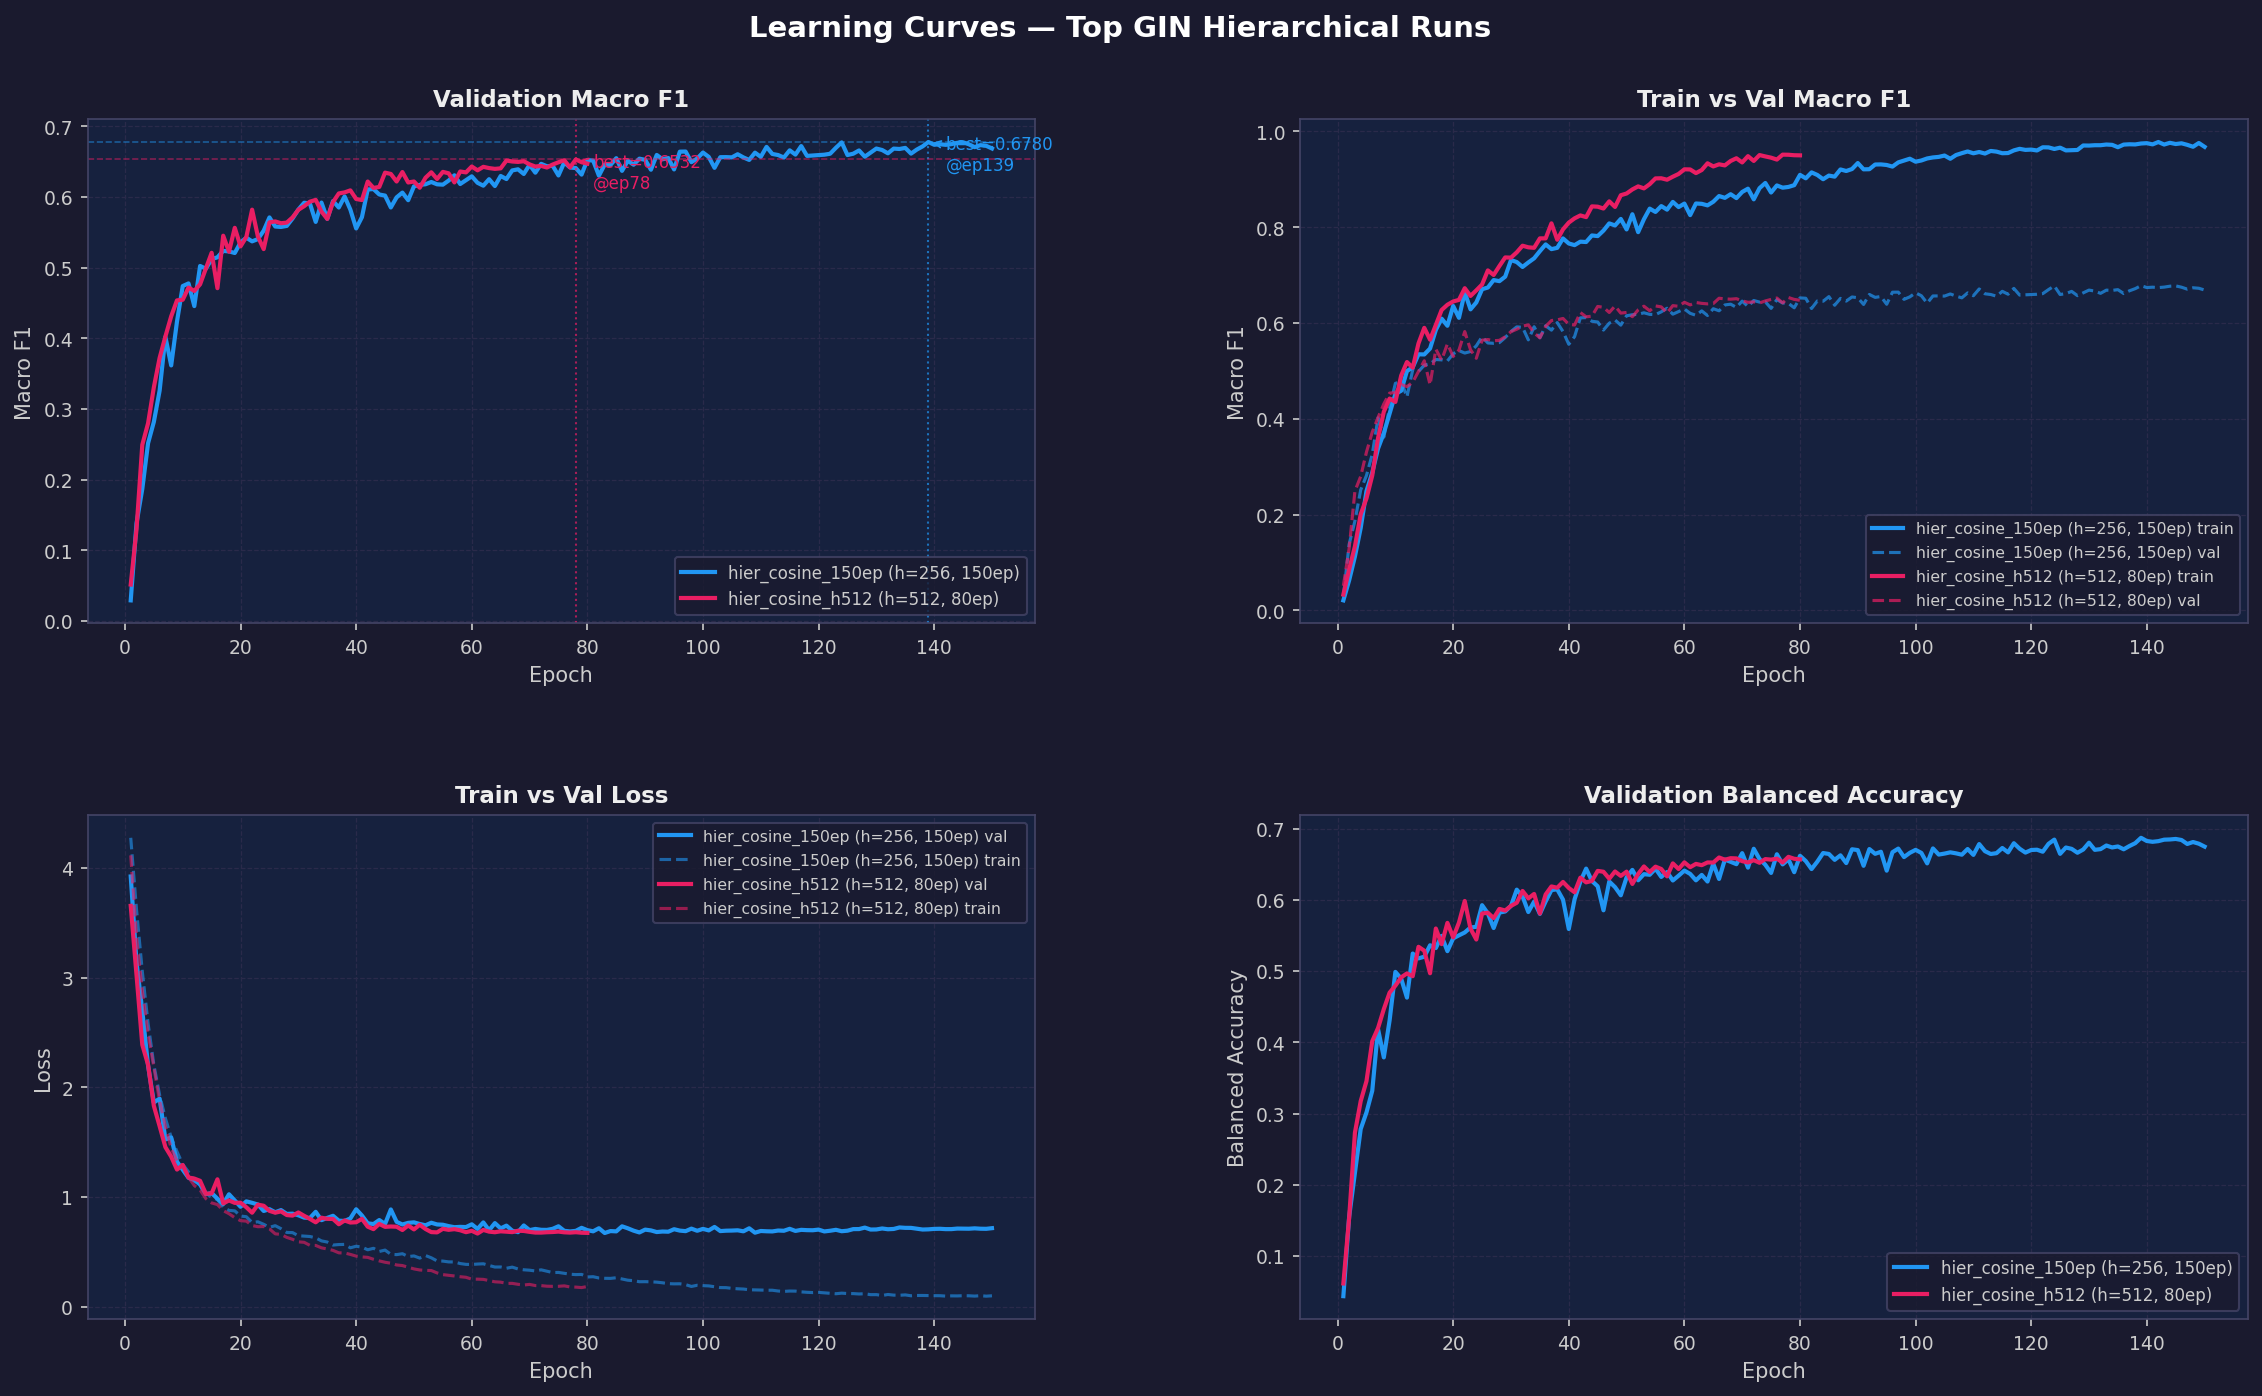 Learning Curves — Top GIN Hierarchical Runs
Validation Macro F1
Macro F1
0.7
0.6
0.5
0.4
0.3
0.2
0.1
0.0
best=0.6780
@ep139
@ep78
hier_cosine_150ep (h=256, 150ep)
hier_cosine_h512 (h=512, 80ep)
0 20 40 60 80 100 120 140
Epoch
Train vs Val Macro F1
Macro F1
1.0
0.8
0.6
0.4
0.2
0.0
hier_cosine_150ep (h=256, 150ep) train
hier_cosine_150ep (h=256, 150ep) val
hier_cosine_h512 (h=512, 80ep) train
hier_cosine_h512 (h=512, 80ep) val
0 20 40 60 80 100 120 140
Epoch
Train vs Val Loss
Loss
4
3
2
1
0
hier_cosine_150ep (h=256, 150ep) val
hier_cosine_150ep (h=256, 150ep) train
hier_cosine_h512 (h=512, 80ep) val
hier_cosine_h512 (h=512, 80ep) train
0 20 40 60 80 100 120 140
Epoch
Validation Balanced Accuracy
Balanced Accuracy
0.7
0.6
0.5
0.4
0.3
0.2
0.1
hier_cosine_150ep (h=256, 150ep)
hier_cosine_h512 (h=512, 80ep)
0 20 40 60 80 100 120 140
Epoch